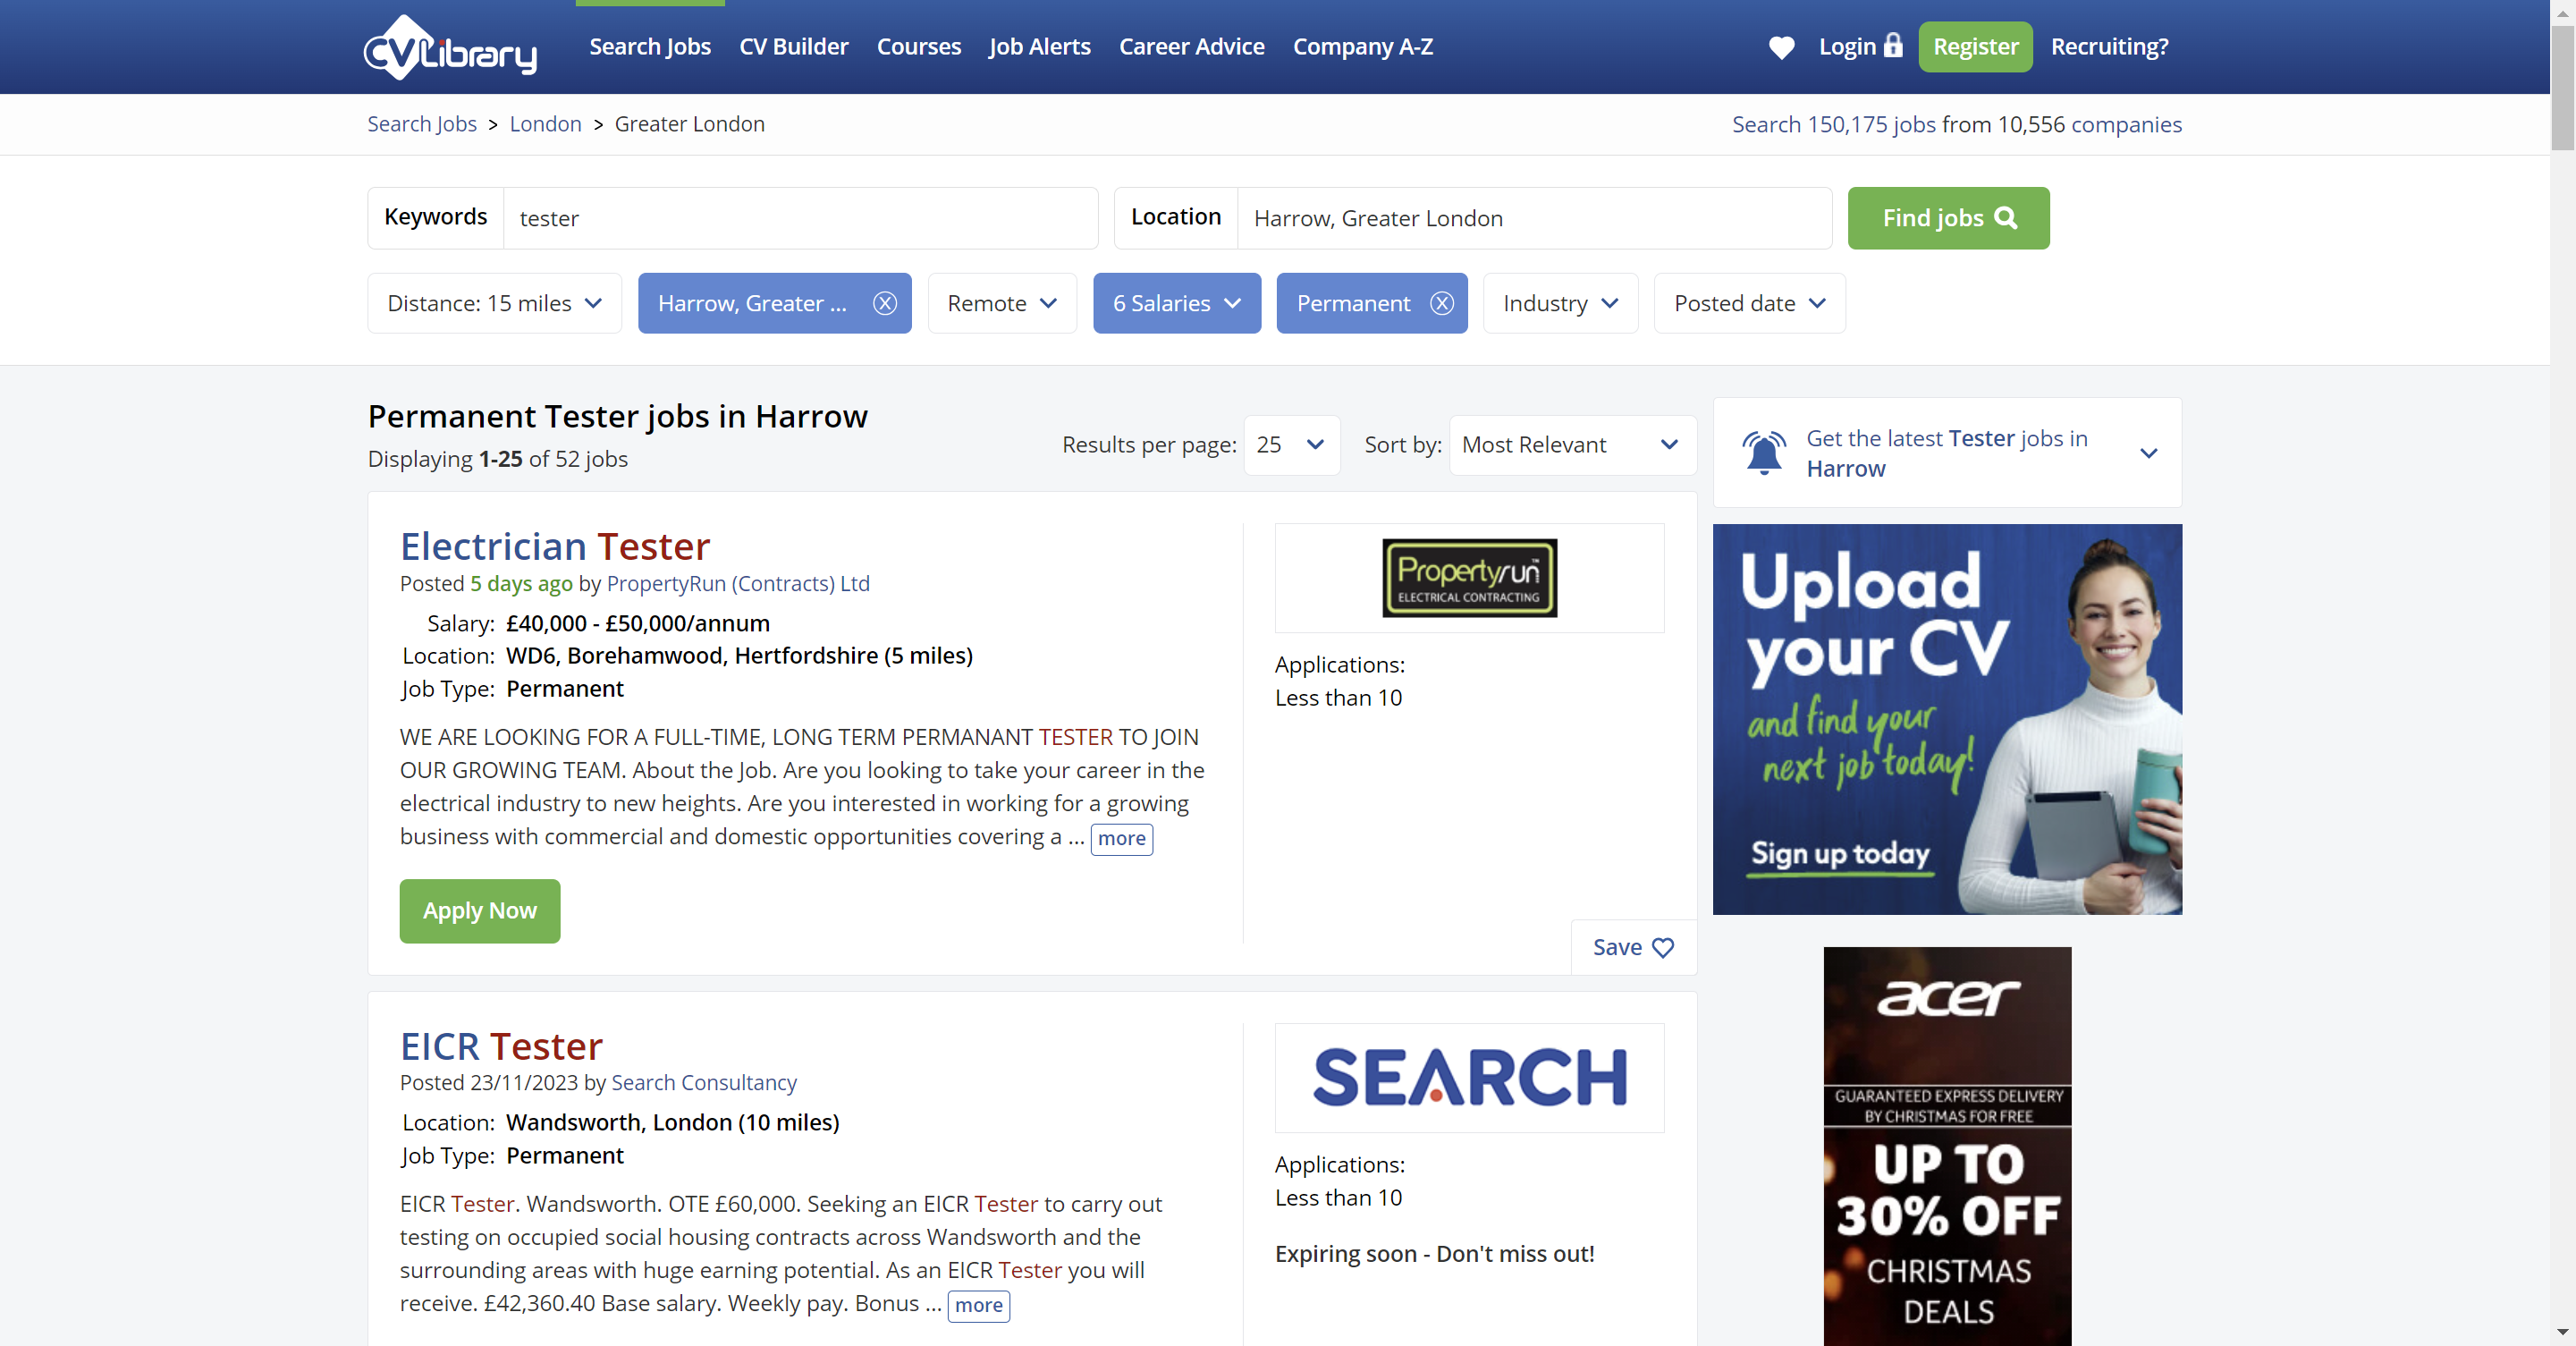 CVLibrary
Search Jobs
CV Builder
Courses
Job Alerts
Career Advice
Company A-Z
Login
Register
Recruiting?
Search Jobs > London > Greater London
Search 150,175 jobs from 10,556 companies
Keywords
tester
Location
Harrow, Greater London
Find jobs
Distance: 15 miles
Harrow, Greater ...
Remote
6 Salaries
Permanent
Industry
Posted date
Permanent Tester jobs in Harrow
Displaying 1-25 of 52 jobs
Results per page: 25
Sort by: Most Relevant
Electrician Tester
Posted 5 days ago by PropertyRun (Contracts) Ltd
Salary: £40,000 - £50,000/annum
Location: WD6, Borehamwood, Hertfordshire (5 miles)
Job Type: Permanent
WE ARE LOOKING FOR A FULL-TIME, LONG TERM PERMANANT TESTER TO JOIN
OUR GROWING TEAM. About the Job. Are you looking to take your career in the
electrical industry to new heights. Are you interested in working for a growing
business with commercial and domestic opportunities covering a ... more
Apply Now
Propertyrun™
ELECTRICAL CONTRACTING
Applications:
Less than 10
Save
EICR Tester
Posted 23/11/2023 by Search Consultancy
Location: Wandsworth, London (10 miles)
Job Type: Permanent
EICR Tester. Wandsworth. OTE £60,000. Seeking an EICR Tester to carry out
testing on occupied social housing contracts across Wandsworth and the
surrounding areas with huge earning potential. As an EICR Tester you will
receive. £42,360.40 Base salary. Weekly pay. Bonus ... more
SEARCH
Applications:
Less than 10
Expiring soon - Don't miss out!
Get the latest Tester jobs in
Harrow
Upload
your CV
and find your
next job today!
Sign up today
acer
GUARANTEED EXPRESS DELIVERY
BY CHRISTMAS FOR FREE
UP TO
30% OFF
CHRISTMAS
DEALS